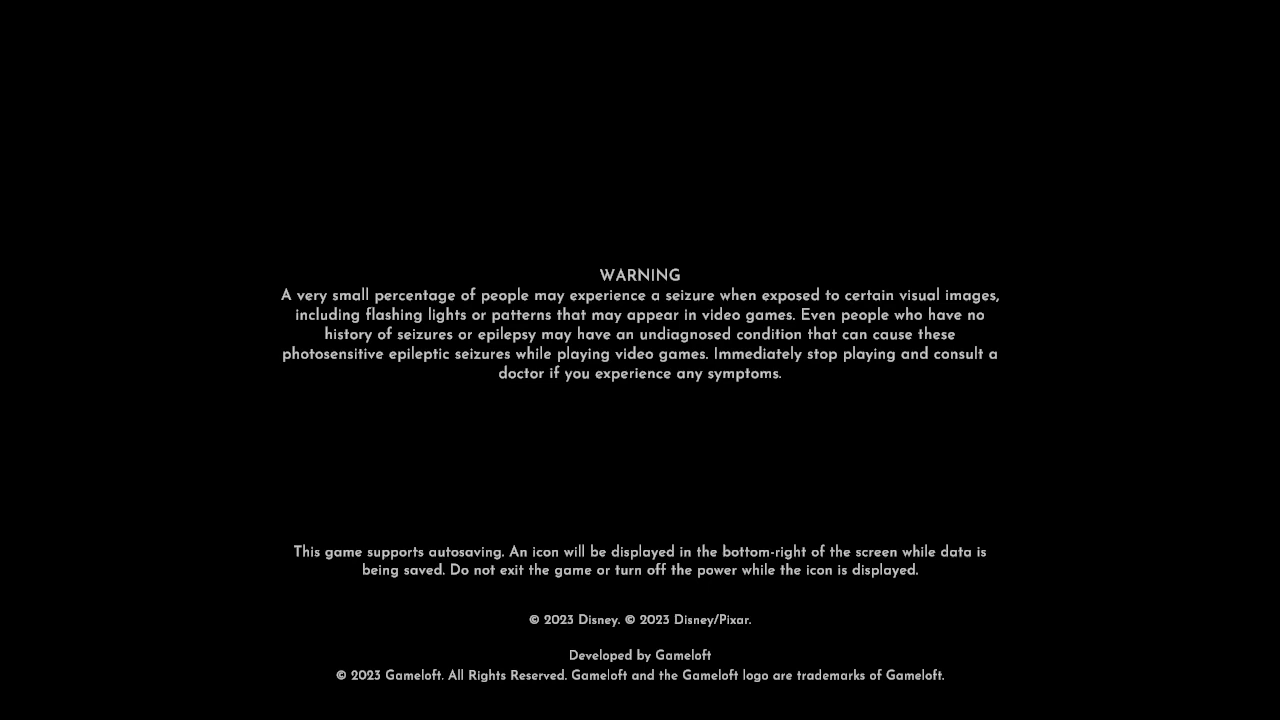 WARNING
A very small percentage of people may experience a seizure when exposed to certain visual images,
including flashing lights or patterns that may appear in video games. Even people who have no
history of seizures or epilepsy may have an undiagnosed condition that can cause these
photosensitive epileptic seizures while playing video games. Immediately stop playing and consult a
doctor if you experience any symptoms.
This game supports autosaving. An icon will be displayed in the bottom-right of the screen while data is
being saved. Do not exit the game or turn off the power while the icon is displayed.
© 2023 Disney. © 2023 Disney/Pixar.
Developed by Gameloft
© 2023 Gameloft. All Rights Reserved. Gameloft and the Gameloft logo are trademarks of Gameloft.